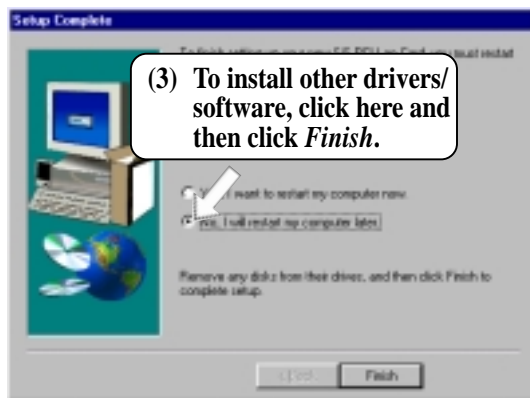 Setup Complete
restart
(3) To install other drivers/
software, click here and
then click Finish.
I want to restart my computer now.
No, I will restart my computer later.
Remove any disks from their drives, and then click Finish to
complete setup.
Finish